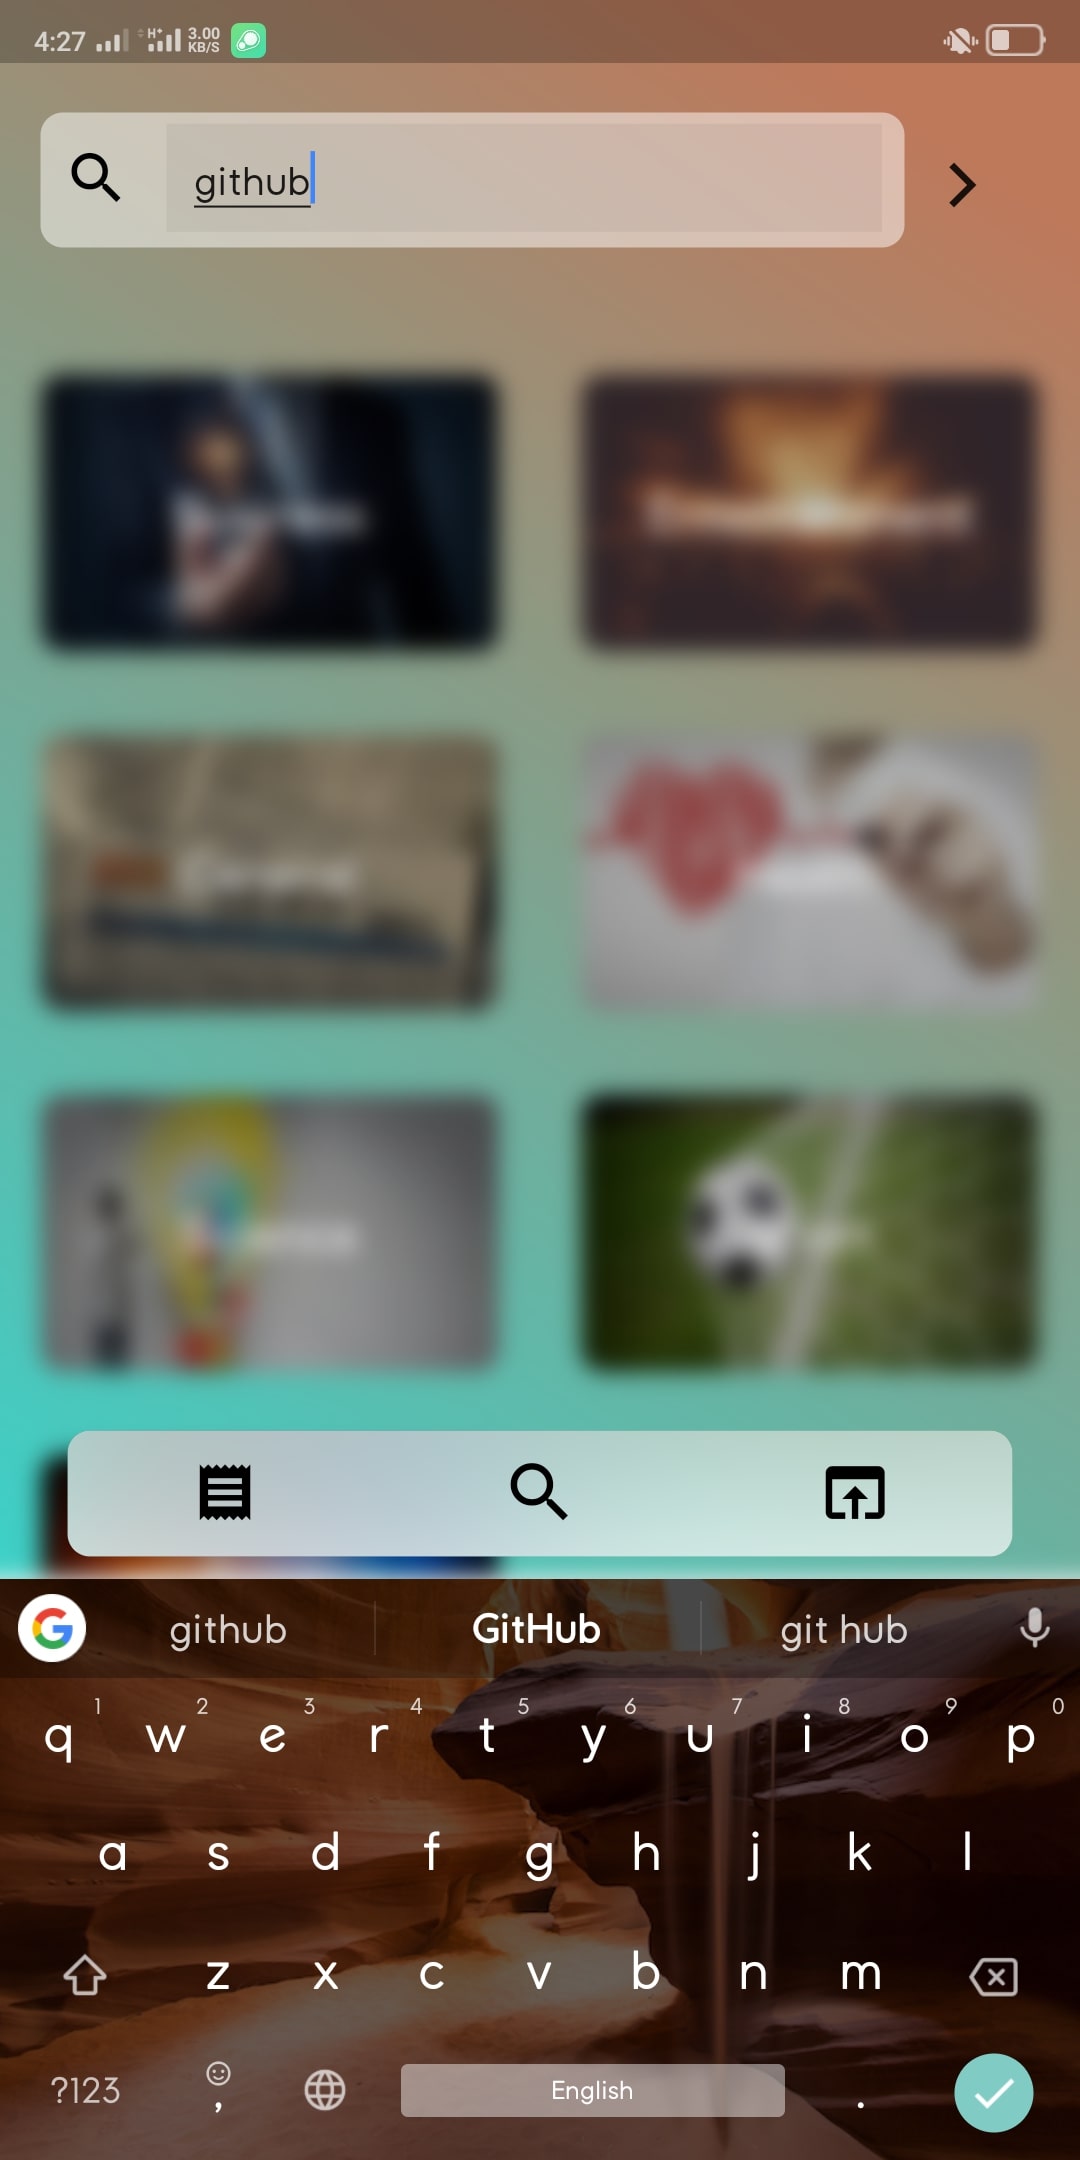 4:27 H+ 3.00 KB/S
github
github GitHub git hub
1 2 3 4 5 6 7 8 9 0
q w e r t y u i o p
a s d f g h j k l
z x c v b n m
?123 , English .